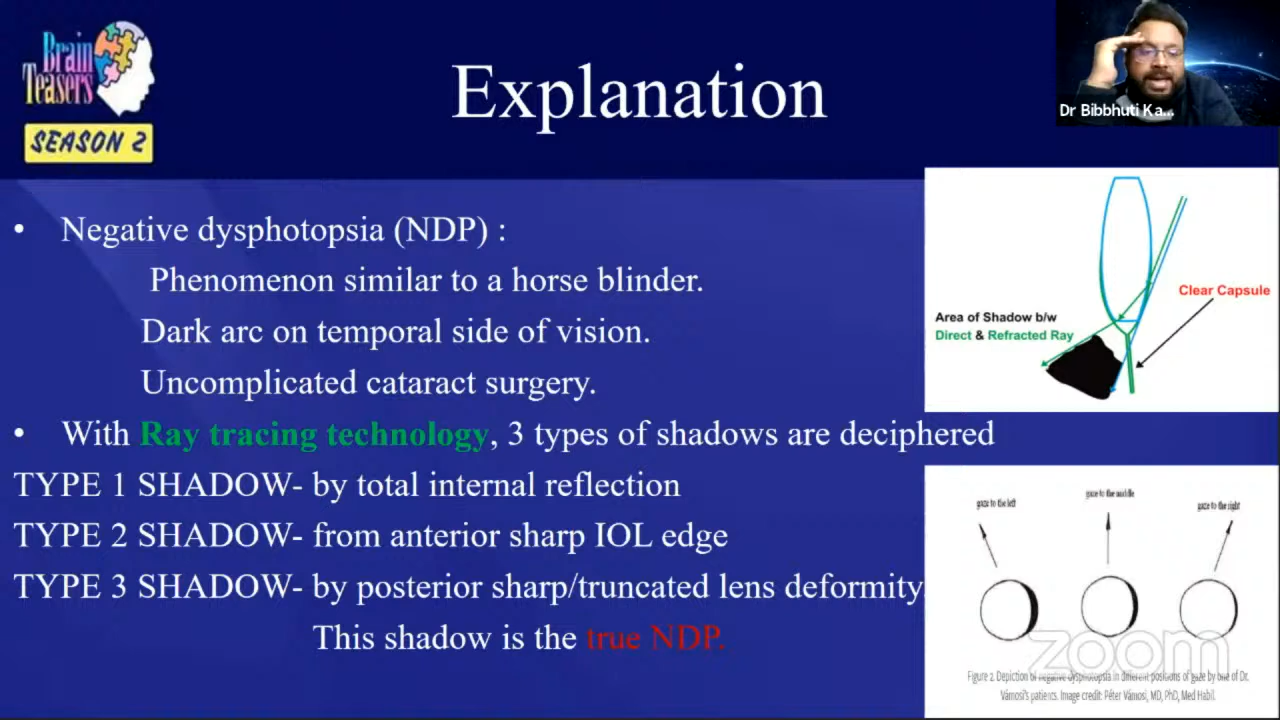 Brain
Teasers
SEASON 2
Explanation
Dr Bibbhuti Ka...
• Negative dysphotopsia (NDP) :
Phenomenon similar to a horse blinder.
Dark arc on temporal side of vision.
Uncomplicated cataract surgery.
• With Ray tracing technology, 3 types of shadows are deciphered
TYPE 1 SHADOW- by total internal reflection
TYPE 2 SHADOW- from anterior sharp IOL edge
TYPE 3 SHADOW- by posterior sharp/truncated lens deformity.
This shadow is the true NDP.
Clear Capsule
Area of Shadow b/w
Direct & Refracted Ray
gaze to the left
gaze to the middle
gaze to the right
zoom
Figure 2. Depiction of negative dysphotopsia in different positions of gaze by one of Dr.
Vámosi's patients. Image credit: Péter Vámosi, MD, PhD, Med Habil.